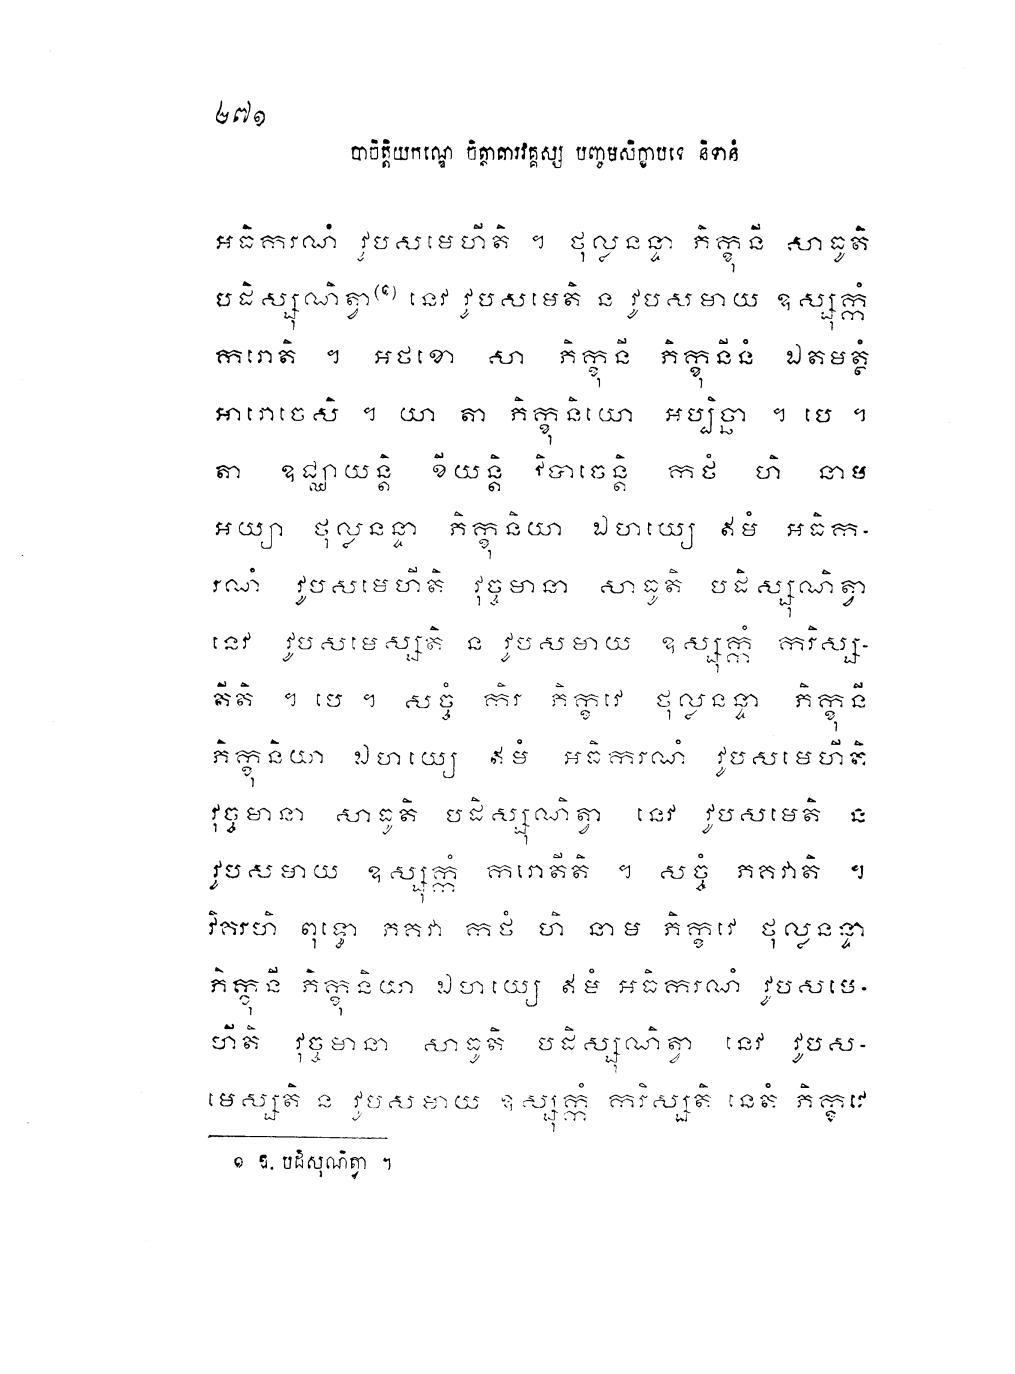 ២៧១
បាចិត្តិយកណ្ឌេ ចិត្តាគារវគ្គស្ស បញ្ចមសិក្ខាបទេ និទានំ
អធិករណំ វូបសមេហីតិ ។ ថុល្លនន្ទា ភិក្ខុនី សាធូតិ
បដិស្សុណិត្វា(១) នេវ វូបសមេតិ ន វូបសមាយ ឧស្សុក្កំ
ករោតិ ។ អថខោ សា ភិក្ខុនី ភិក្ខុនីនំ ឯតមត្ថំ
អារោចេសិ ។ យា តា ភិក្ខុនិយោ អប្បិច្ឆា ។ បេ ។
តា ឧជ្ឈាយន្តិ ខីយន្តិ វិបាចេន្តិ កថំ ហិ នាម
អយ្យា ថុល្លនន្ទា ភិក្ខុនិយា ឯហយ្យេ ឥមំ អធិក-
រណំ វូបសមេហីតិ វុច្ចមានា សាធូតិ បដិស្សុណិត្វា
នេវ វូបសមេស្សតិ ន វូបសមាយ ឧស្សុក្កំ ករិស្ស-
តីតិ ។ បេ ។ សច្ចំ កិរ ភិក្ខវេ ថុល្លនន្ទា ភិក្ខុនី
ភិក្ខុនិយា ឯហយ្យេ ឥមំ អធិករណំ វូបសមេហីតិ
វុច្ចមានា សាធូតិ បដិស្សុណិត្វា នេវ វូបសមេតិ ន
វូបសមាយ ឧស្សុក្កំ ករោតីតិ ។ សច្ចំ ភគវាតិ ។
វិគរហិ ពុទ្ធោ ភគវា កថំ ហិ នាម ភិក្ខវេ ថុល្លនន្ទា
ភិក្ខុនី ភិក្ខុនិយា ឯហយ្យេ ឥមំ អធិករណំ វូបសមេ-
ហីតិ វុច្ចមានា សាធូតិ បដិស្សុណិត្វា នេវ វូបស-
មេស្សតិ ន វូបសមាយ ឧស្សុក្កំ ករិស្សតិ នេតំ ភិក្ខវេ
១ ឱ. បដិសុណិត្វា ។